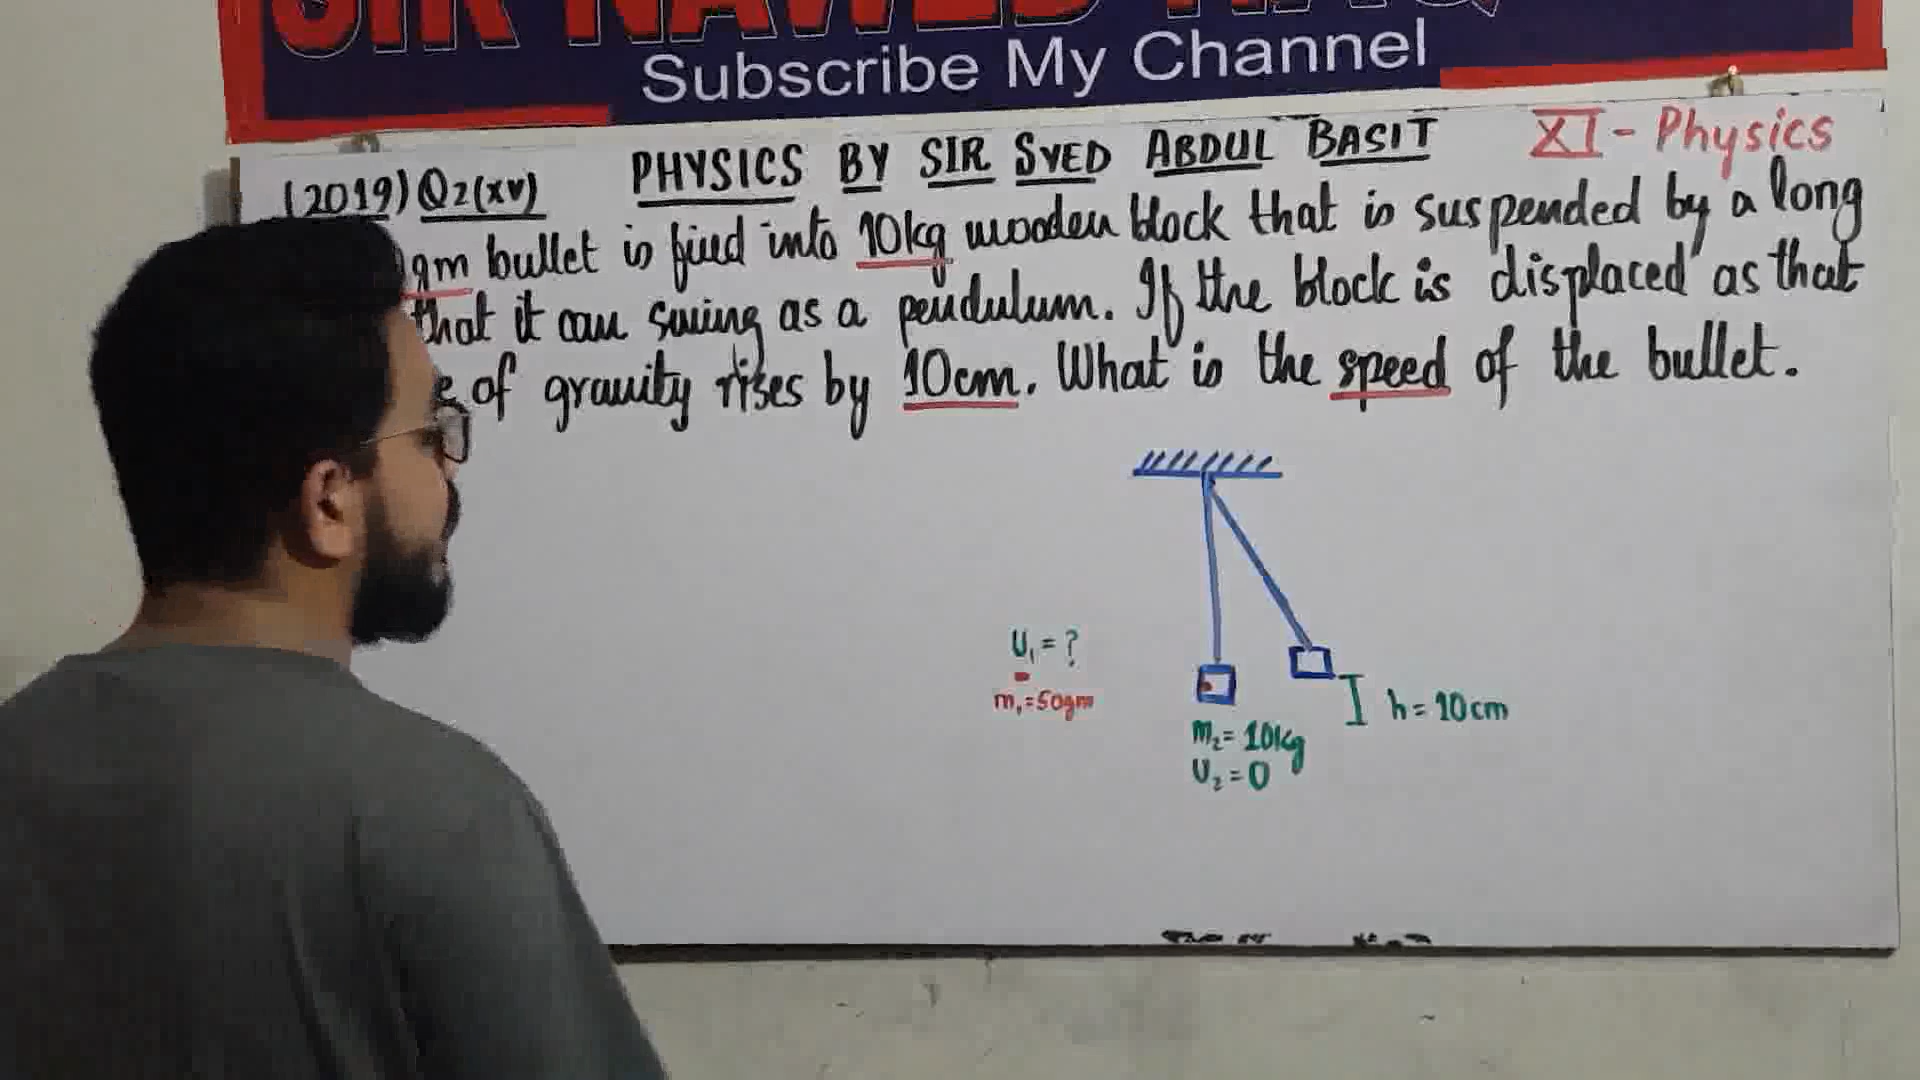 Subscribe My Channel
PHYSICS BY SIR SYED ABDUL BASIT XI - Physics
(2019) Q2(xv)
gm bullet is fired into 10kg wooden block that is suspended by a long
that it can swing as a pendulum. If the block is displaced as that
of gravity rises by 10cm. What is the speed of the bullet.
U₁ = ?
m₁=50gm
h = 10cm
m₂= 10kg
U₂ = 0